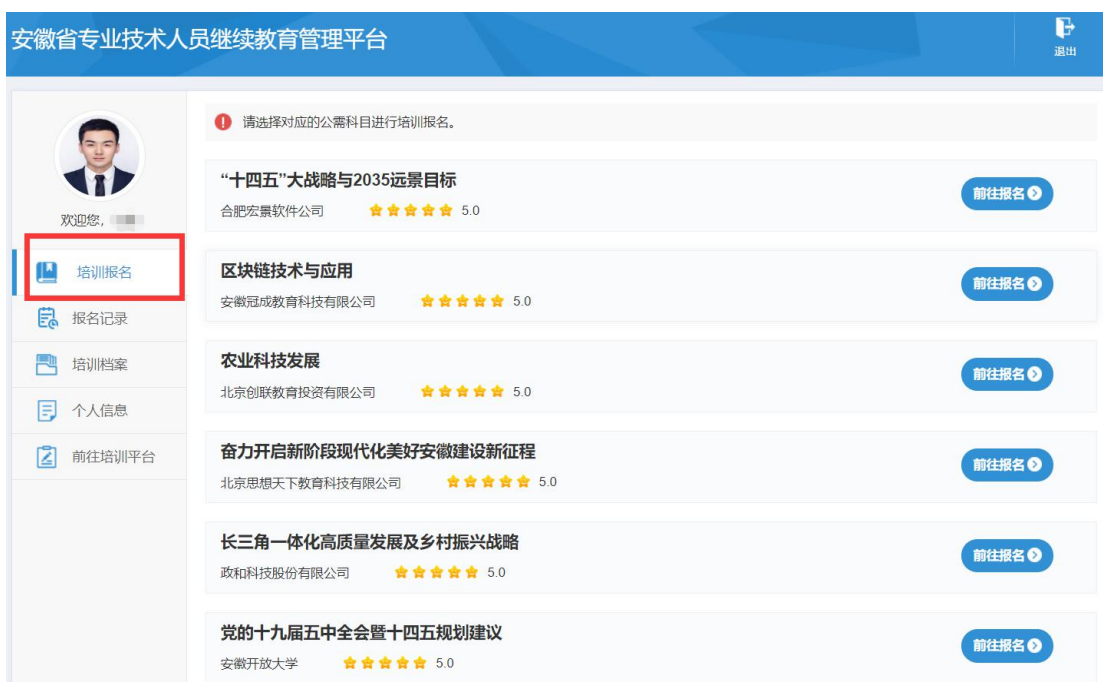 安徽省专业技术人员继续教育管理平台
退出
请选择对应的公需科目进行培训报名。
欢迎您,
培训报名
报名记录
培训档案
个人信息
前往培训平台
“十四五”大战略与2035远景目标
合肥宏景软件公司 5.0
前往报名
区块链技术与应用
安徽冠成教育科技有限公司 5.0
前往报名
农业科技发展
北京创联教育投资有限公司 5.0
前往报名
奋力开启新阶段现代化美好安徽建设新征程
北京思想天下教育科技有限公司 5.0
前往报名
长三角一体化高质量发展及乡村振兴战略
政和科技股份有限公司 5.0
前往报名
党的十九届五中全会暨十四五规划建议
安徽开放大学 5.0
前往报名